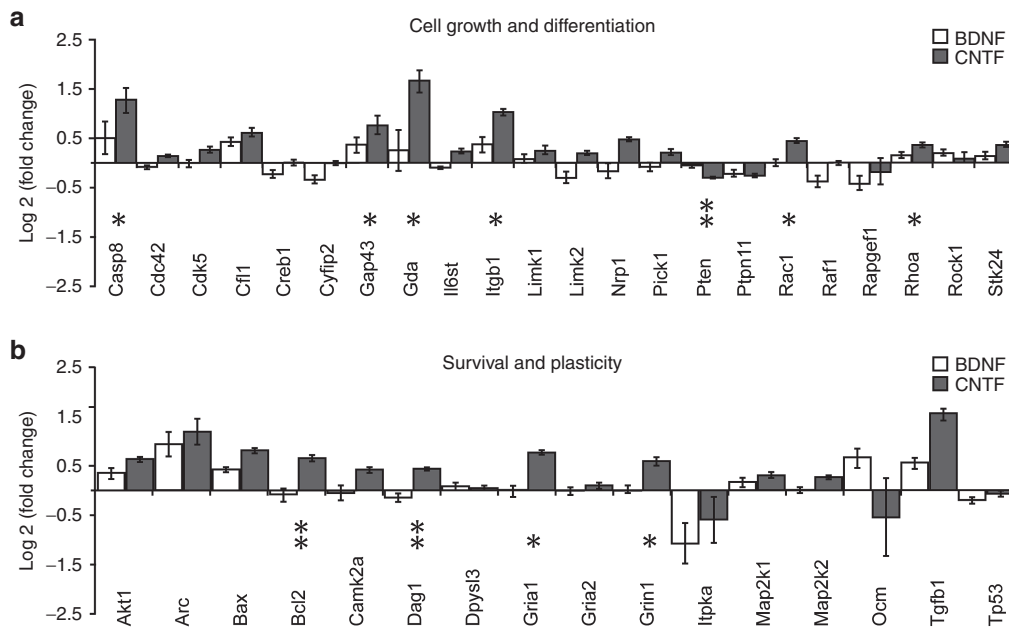 a
Cell growth and differentiation
BDNF
CNTF
Log 2 (fold change)
2.5
1.5
0.5
−0.5
−1.5
−2.5
* * * * ** * *
Casp8
Cdc42
Cdk5
Cfl1
Creb1
Cyfip2
Gap43
Gda
Il6st
Itgb1
Limk1
Limk2
Nrp1
Pick1
Pten
Ptpn11
Rac1
Raf1
Rapgef1
Rhoa
Rock1
Stk24
b
Survival and plasticity
BDNF
CNTF
Log 2 (fold change)
2.5
1.5
0.5
−0.5
−1.5
−2.5
** ** * *
Akt1
Arc
Bax
Bcl2
Camk2a
Dag1
Dpysl3
Gria1
Gria2
Grin1
Itpka
Map2k1
Map2k2
Ocm
Tgfb1
Tp53